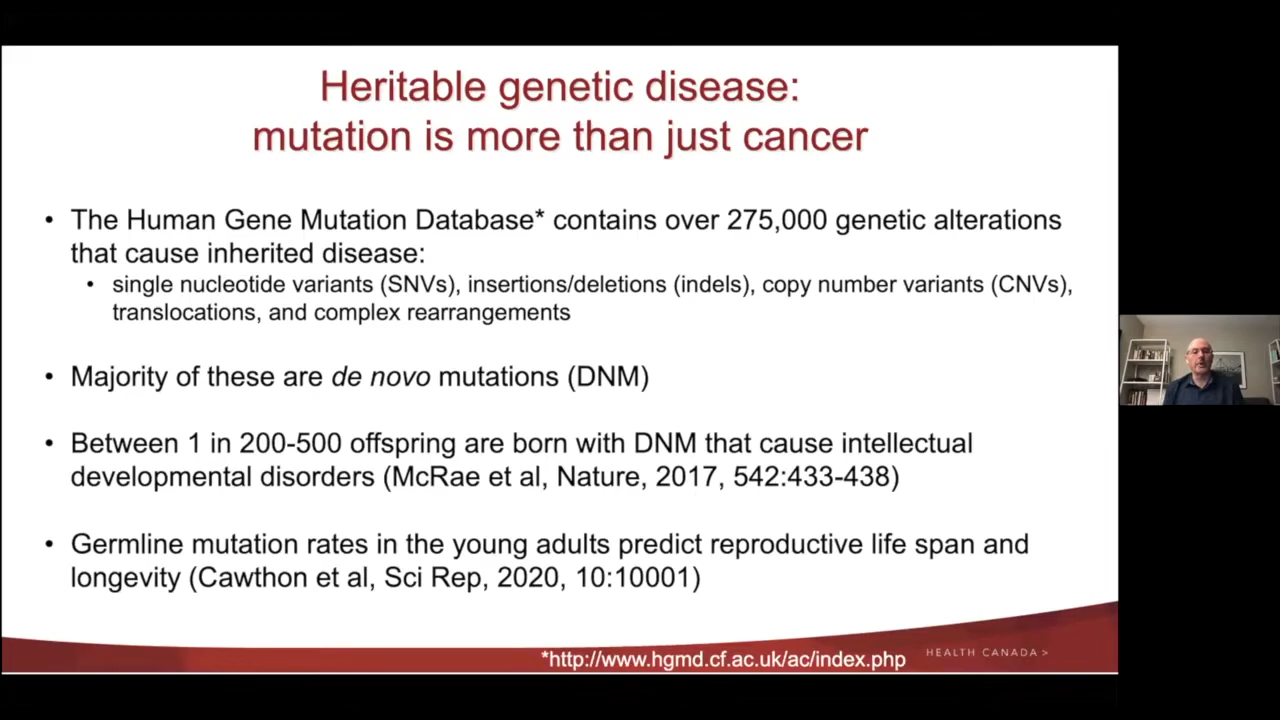 Heritable genetic disease:
mutation is more than just cancer
• The Human Gene Mutation Database* contains over 275,000 genetic alterations
that cause inherited disease:
• single nucleotide variants (SNVs), insertions/deletions (indels), copy number variants (CNVs),
translocations, and complex rearrangements
• Majority of these are de novo mutations (DNM)
• Between 1 in 200-500 offspring are born with DNM that cause intellectual
developmental disorders (McRae et al, Nature, 2017, 542:433-438)
• Germline mutation rates in the young adults predict reproductive life span and
longevity (Cawthon et al, Sci Rep, 2020, 10:10001)
*http://www.hgmd.cf.ac.uk/ac/index.php
HEALTH CANADA >